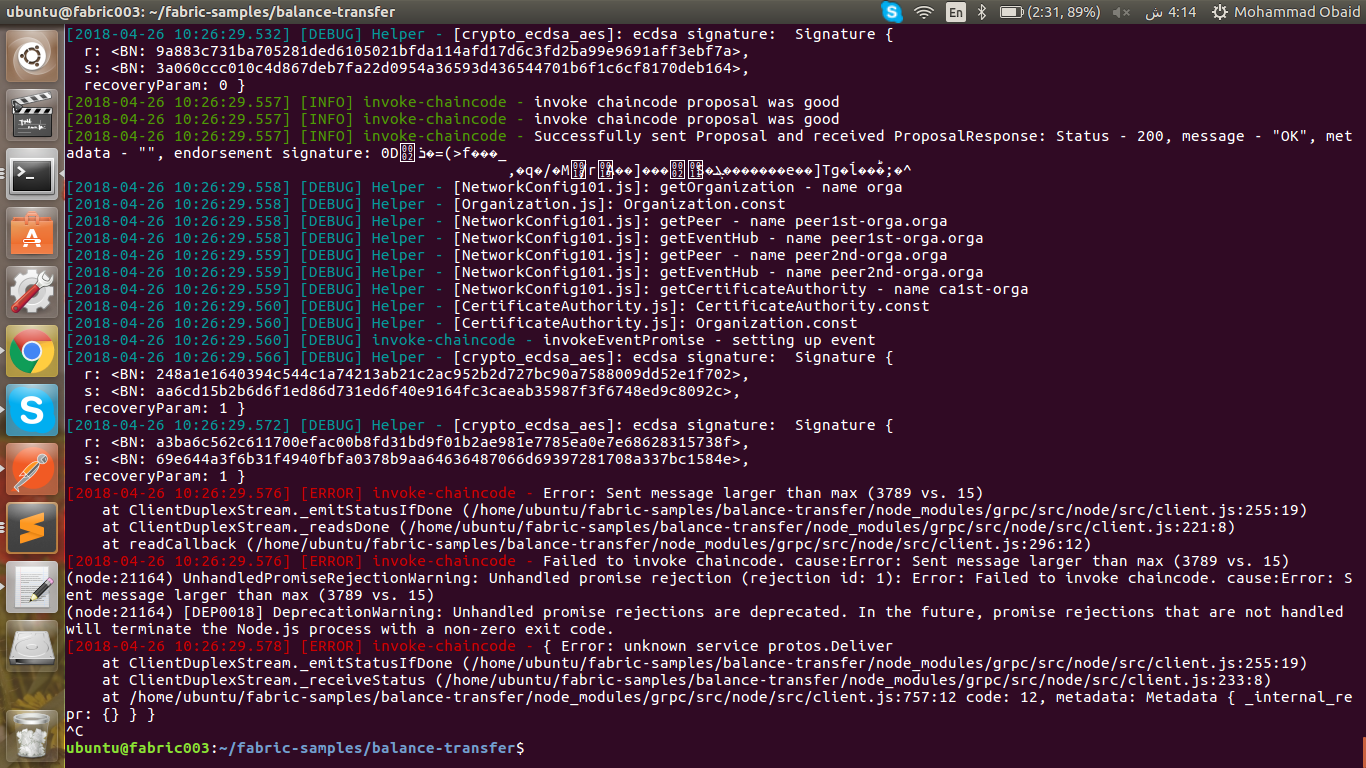 ubuntu@fabric003: ~/fabric-samples/balance-transfer
En
(2:31, 89%)
4:14 ش
Mohammad Obaid
[2018-04-26 10:26:29.532] [DEBUG] Helper - [crypto_ecdsa_aes]: ecdsa signature:  Signature {
  r: <BN: 9a883c731ba705281ded6105021bfda114afd17d6c3fd2ba99e9691aff3ebf7a>,
  s: <BN: 3a060ccc010c4d867deb7fa22d0954a36593d436544701b6f1c6cf8170deb164>,
  recoveryParam: 0 }
[2018-04-26 10:26:29.557] [INFO] invoke-chaincode - invoke chaincode proposal was good
[2018-04-26 10:26:29.557] [INFO] invoke-chaincode - invoke chaincode proposal was good
[2018-04-26 10:26:29.557] [INFO] invoke-chaincode - Successfully sent Proposal and received ProposalResponse: Status - 200, message - "OK", met
adata - "", endorsement signature: 0D
[2018-04-26 10:26:29.558] [DEBUG] Helper - [NetworkConfig101.js]: getOrganization - name orga
[2018-04-26 10:26:29.558] [DEBUG] Helper - [Organization.js]: Organization.const
[2018-04-26 10:26:29.558] [DEBUG] Helper - [NetworkConfig101.js]: getPeer - name peer1st-orga.orga
[2018-04-26 10:26:29.558] [DEBUG] Helper - [NetworkConfig101.js]: getEventHub - name peer1st-orga.orga
[2018-04-26 10:26:29.559] [DEBUG] Helper - [NetworkConfig101.js]: getPeer - name peer2nd-orga.orga
[2018-04-26 10:26:29.559] [DEBUG] Helper - [NetworkConfig101.js]: getEventHub - name peer2nd-orga.orga
[2018-04-26 10:26:29.559] [DEBUG] Helper - [NetworkConfig101.js]: getCertificateAuthority - name ca1st-orga
[2018-04-26 10:26:29.560] [DEBUG] Helper - [CertificateAuthority.js]: CertificateAuthority.const
[2018-04-26 10:26:29.560] [DEBUG] Helper - [CertificateAuthority.js]: Organization.const
[2018-04-26 10:26:29.560] [DEBUG] invoke-chaincode - invokeEventPromise - setting up event
[2018-04-26 10:26:29.566] [DEBUG] Helper - [crypto_ecdsa_aes]: ecdsa signature:  Signature {
  r: <BN: 248a1e1640394c544c1a74213ab21c2ac952b2d727bc90a7588009dd52e1f702>,
  s: <BN: aa6cd15b2b6d6f1ed86d731ed6f40e9164fc3caeab35987f3f6748ed9c8092c>,
  recoveryParam: 1 }
[2018-04-26 10:26:29.572] [DEBUG] Helper - [crypto_ecdsa_aes]: ecdsa signature:  Signature {
  r: <BN: a3ba6c562c611700efac00b8fd31bd9f01b2ae981e7785ea0e7e68628315738f>,
  s: <BN: 69e644a3f6b31f4940fbfa0378b9aa64636487066d69397281708a337bc1584e>,
  recoveryParam: 1 }
[2018-04-26 10:26:29.576] [ERROR] invoke-chaincode - Error: Sent message larger than max (3789 vs. 15)
    at ClientDuplexStream._emitStatusIfDone (/home/ubuntu/fabric-samples/balance-transfer/node_modules/grpc/src/node/src/client.js:255:19)
    at ClientDuplexStream._readsDone (/home/ubuntu/fabric-samples/balance-transfer/node_modules/grpc/src/node/src/client.js:221:8)
    at readCallback (/home/ubuntu/fabric-samples/balance-transfer/node_modules/grpc/src/node/src/client.js:296:12)
[2018-04-26 10:26:29.576] [ERROR] invoke-chaincode - Failed to invoke chaincode. cause:Error: Sent message larger than max (3789 vs. 15)
(node:21164) UnhandledPromiseRejectionWarning: Unhandled promise rejection (rejection id: 1): Error: Failed to invoke chaincode. cause:Error: S
ent message larger than max (3789 vs. 15)
(node:21164) [DEP0018] DeprecationWarning: Unhandled promise rejections are deprecated. In the future, promise rejections that are not handled
will terminate the Node.js process with a non-zero exit code.
[2018-04-26 10:26:29.578] [ERROR] invoke-chaincode - { Error: unknown service protos.Deliver
    at ClientDuplexStream._emitStatusIfDone (/home/ubuntu/fabric-samples/balance-transfer/node_modules/grpc/src/node/src/client.js:255:19)
    at ClientDuplexStream._receiveStatus (/home/ubuntu/fabric-samples/balance-transfer/node_modules/grpc/src/node/src/client.js:233:8)
    at /home/ubuntu/fabric-samples/balance-transfer/node_modules/grpc/src/node/src/client.js:757:12 code: 12, metadata: Metadata { _internal_re
pr: {} } }
^C
ubuntu@fabric003:~/fabric-samples/balance-transfer$